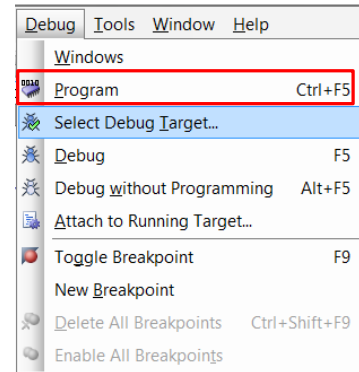 Debug Tools Window Help
Windows
Program Ctrl+F5
Select Debug Target...
Debug F5
Debug without Programming Alt+F5
Attach to Running Target...
Toggle Breakpoint F9
New Breakpoint
Delete All Breakpoints Ctrl+Shift+F9
Enable All Breakpoints